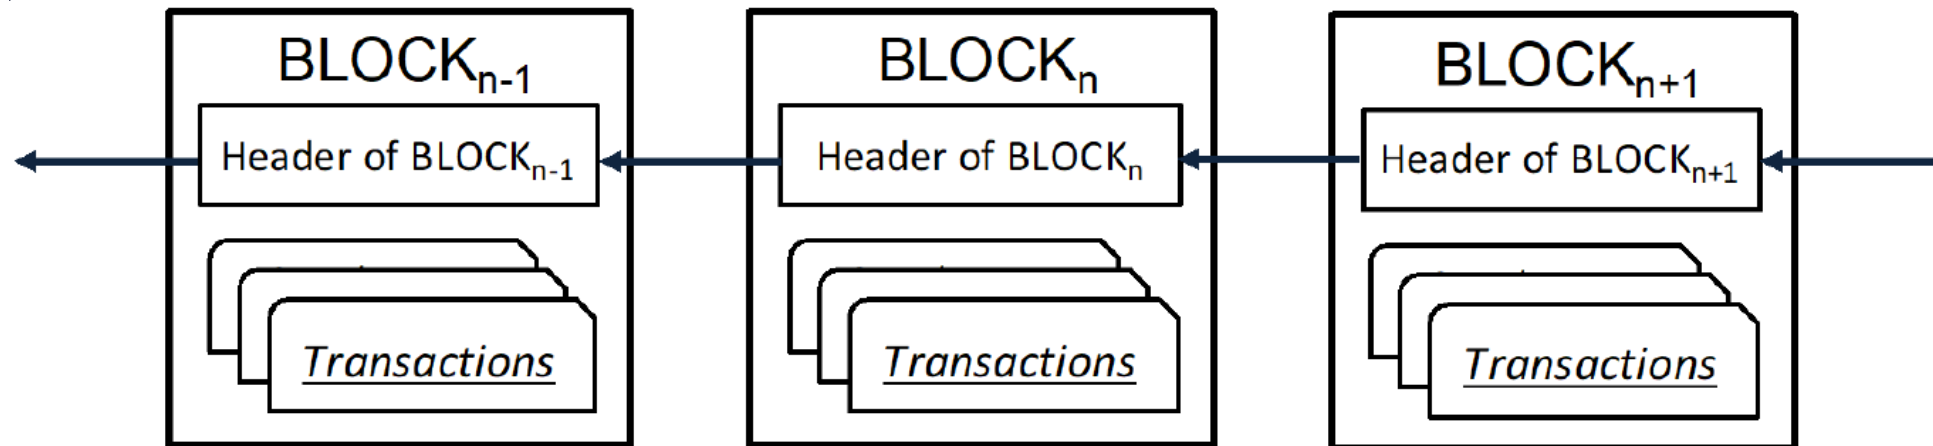 BLOCKn-1
Header of BLOCKn-1
Transactions
BLOCKn
Header of BLOCKn
Transactions
BLOCKn+1
Header of BLOCKn+1
Transactions